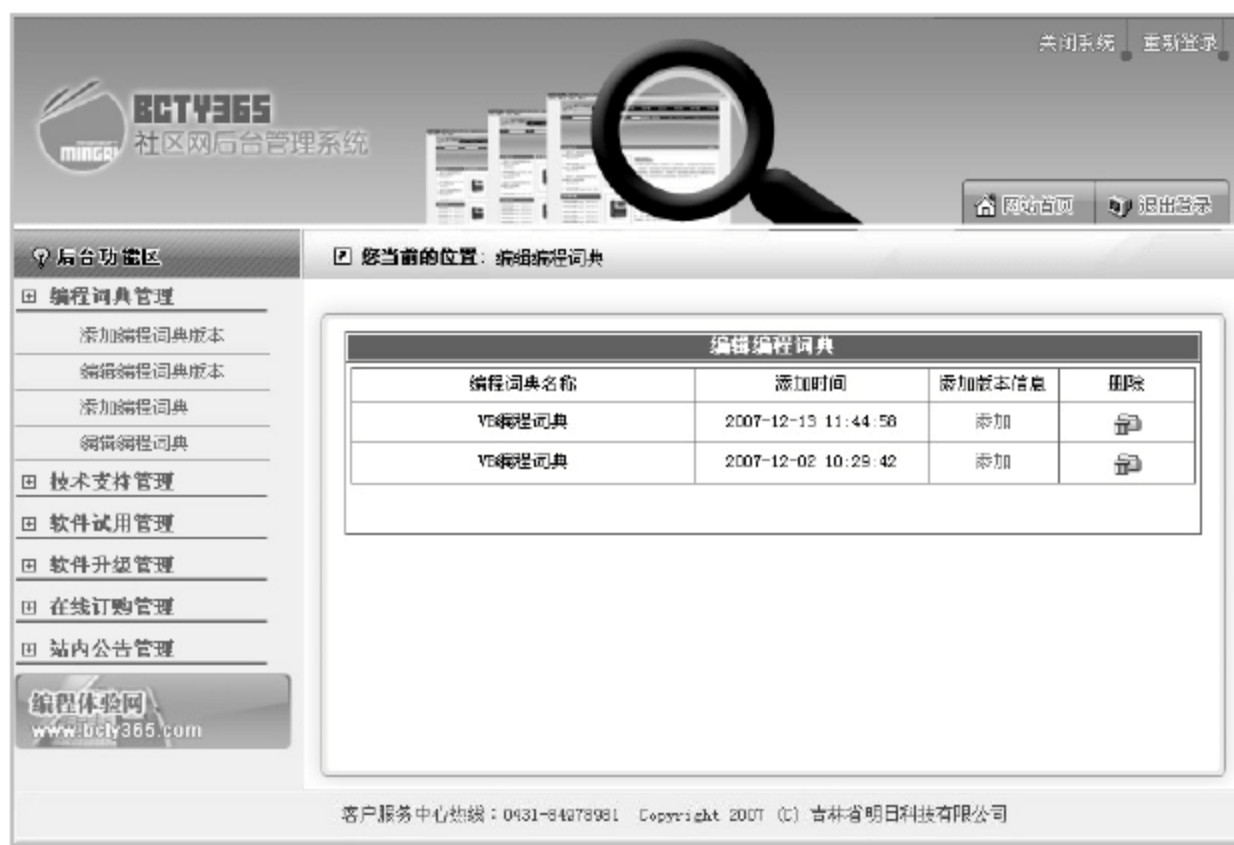 关闭系统 重新登录
BCTY365
社区网后台管理系统
MINGRI
网站首页 退出登录
后台功能区
您当前的位置：编辑编程词典
编程词典管理
添加编程词典版本
编辑编程词典版本
添加编程词典
编辑编程词典
技术支持管理
软件试用管理
软件升级管理
在线订购管理
站内公告管理
编程体验网
www.bcty365.com
编辑编程词典
编程词典名称 添加时间 添加版本信息 删除
VB编程词典 2007-12-13 11:44:58 添加
VB编程词典 2007-12-02 10:29:42 添加
客户服务中心热线：0431-84978981 Copyright 2007 (C) 吉林省明日科技有限公司